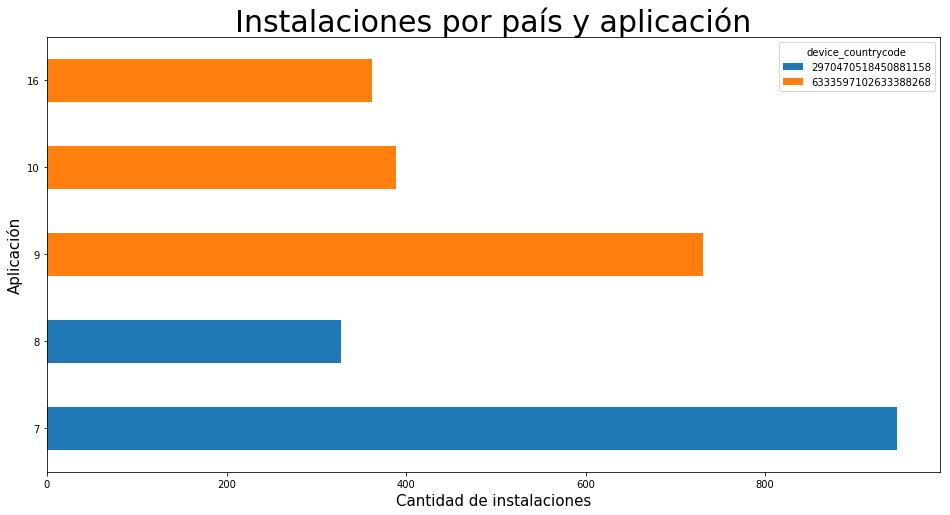 Instalaciones por país y aplicación
device_countrycode
2970470518450881158
6333597102633388268
16
10
9
8
7
Aplicación
0 200 400 600 800
Cantidad de instalaciones